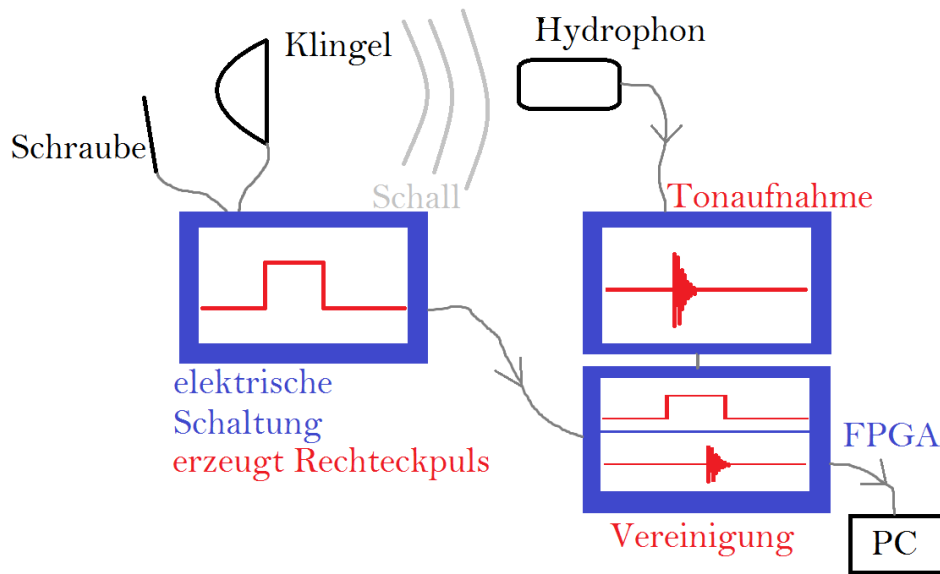 Klingel
Hydrophon
Schraube
Schall
Tonaufnahme
elektrische
Schaltung
erzeugt Rechteckpuls
FPGA
Vereinigung
PC